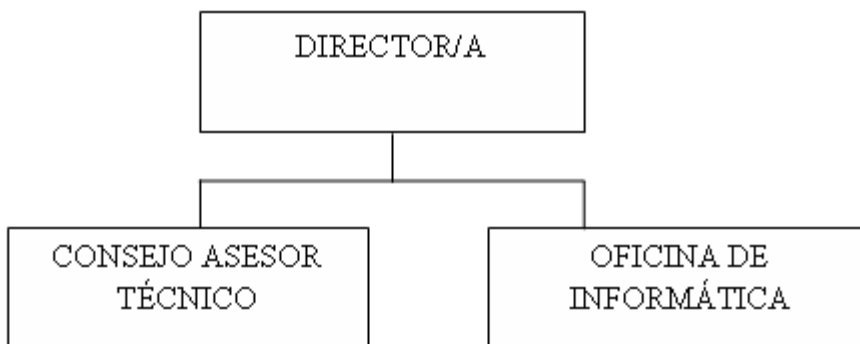 DIRECTOR/A
CONSEJO ASESOR
TÉCNICO
OFICINA DE
INFORMÁTICA